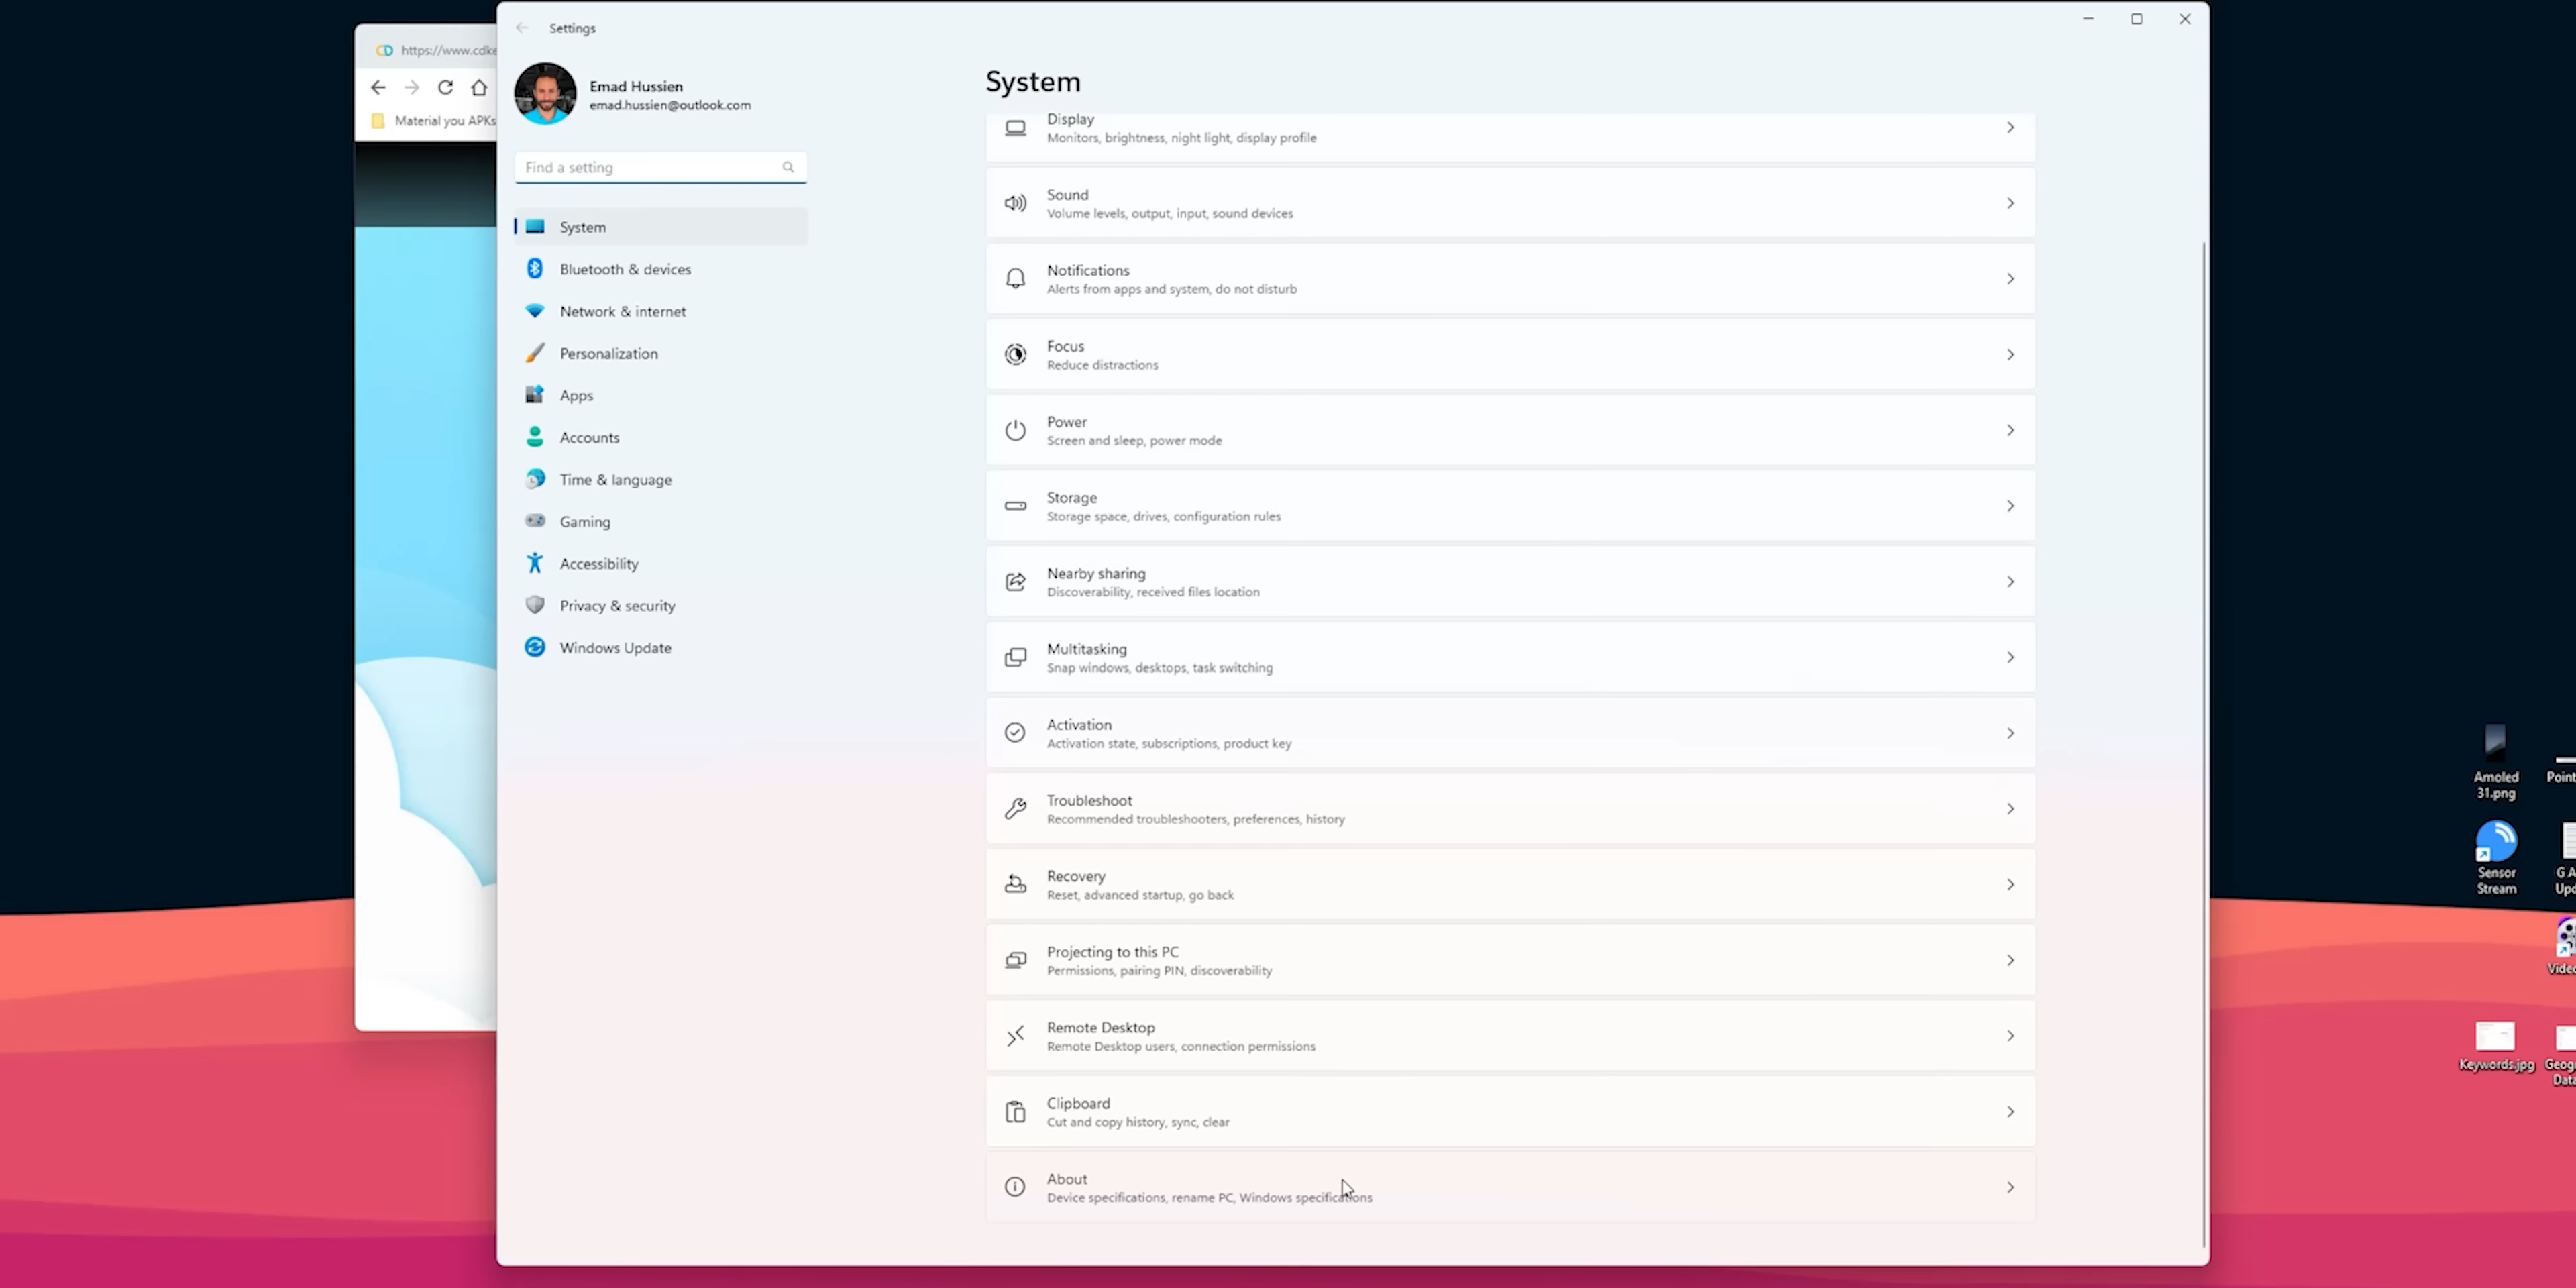 Settings
https://www.cdke
Material you APKs
Emad Hussien
emad.hussien@outlook.com
Find a setting
System
Bluetooth & devices
Network & internet
Personalization
Apps
Accounts
Time & language
Gaming
Accessibility
Privacy & security
Windows Update
System
Display
Monitors, brightness, night light, display profile
Sound
Volume levels, output, input, sound devices
Notifications
Alerts from apps and system, do not disturb
Focus
Reduce distractions
Power
Screen and sleep, power mode
Storage
Storage space, drives, configuration rules
Nearby sharing
Discoverability, received files location
Multitasking
Snap windows, desktops, task switching
Activation
Activation state, subscriptions, product key
Troubleshoot
Recommended troubleshooters, preferences, history
Recovery
Reset, advanced startup, go back
Projecting to this PC
Permissions, pairing PIN, discoverability
Remote Desktop
Remote Desktop users, connection permissions
Clipboard
Cut and copy history, sync, clear
About
Device specifications, rename PC, Windows specifications
Amoled
31.png
Point
Sensor
Stream
G A
Upd
Video
Keywords.jpg
Geog
Data